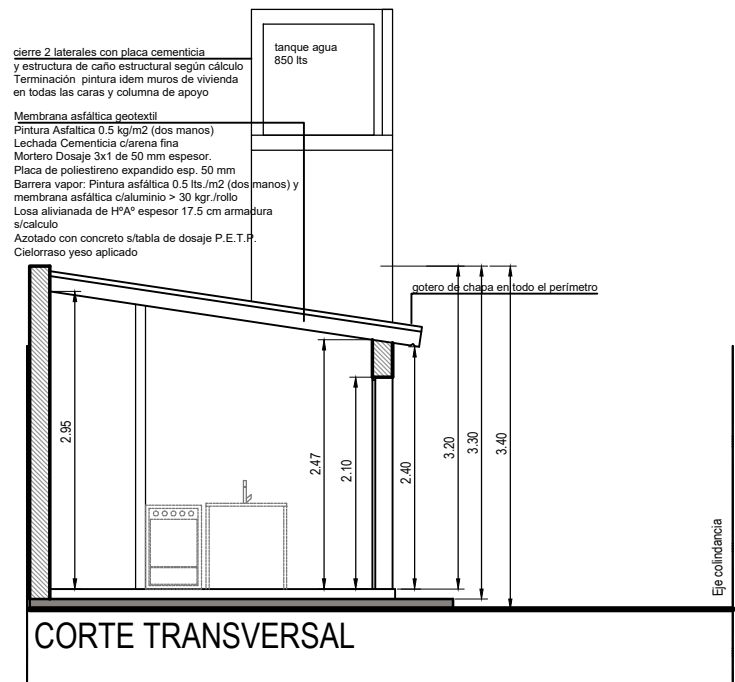 cierre 2 laterales con placa cementicia
y estructura de caño estructural según cálculo
Terminación pintura idem muros de vivienda
en todas las caras y columna de apoyo
tanque agua
850 lts
Membrana asfáltica geotextil
Pintura Asfaltica 0.5 kg/m2 (dos manos)
Lechada Cementicia c/arena fina
Mortero Dosaje 3x1 de 50 mm espesor.
Placa de poliestireno expandido esp. 50 mm
Barrera vapor: Pintura asfáltica 0.5 lts./m2 (dos manos) y
membrana asfáltica c/aluminio > 30 kgr./rollo
Losa alivianada de HºAº espesor 17.5 cm armadura
s/calculo
Azotado con concreto s/tabla de dosaje P.E.T.P.
Cielorraso yeso aplicado
gotero de chapa en todo el perímetro
2.95
2.47
2.10
2.40
3.20
3.30
3.40
Eje colindancia
CORTE TRANSVERSAL